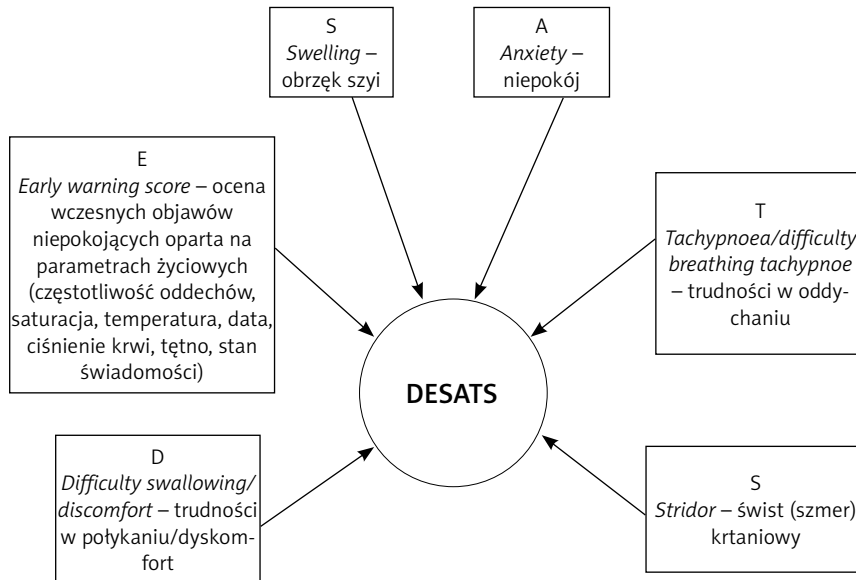 S
Swelling –
obrzęk szyi
A
Anxiety –
niepokój
E
Early warning score – ocena
wczesnych objawów
niepokojących oparta na
parametrach życiowych
(częstotliwość oddechów,
saturacja, temperatura, data,
ciśnienie krwi, tętno, stan
świadomości)
T
Tachypnoea/difficulty
breathing tachypnoe
– trudności w oddy-
chaniu
DESATS
D
Difficulty swallowing/
discomfort – trudności
w połykaniu/dyskom-
fort
S
Stridor – świst (szmer)
krtaniowy